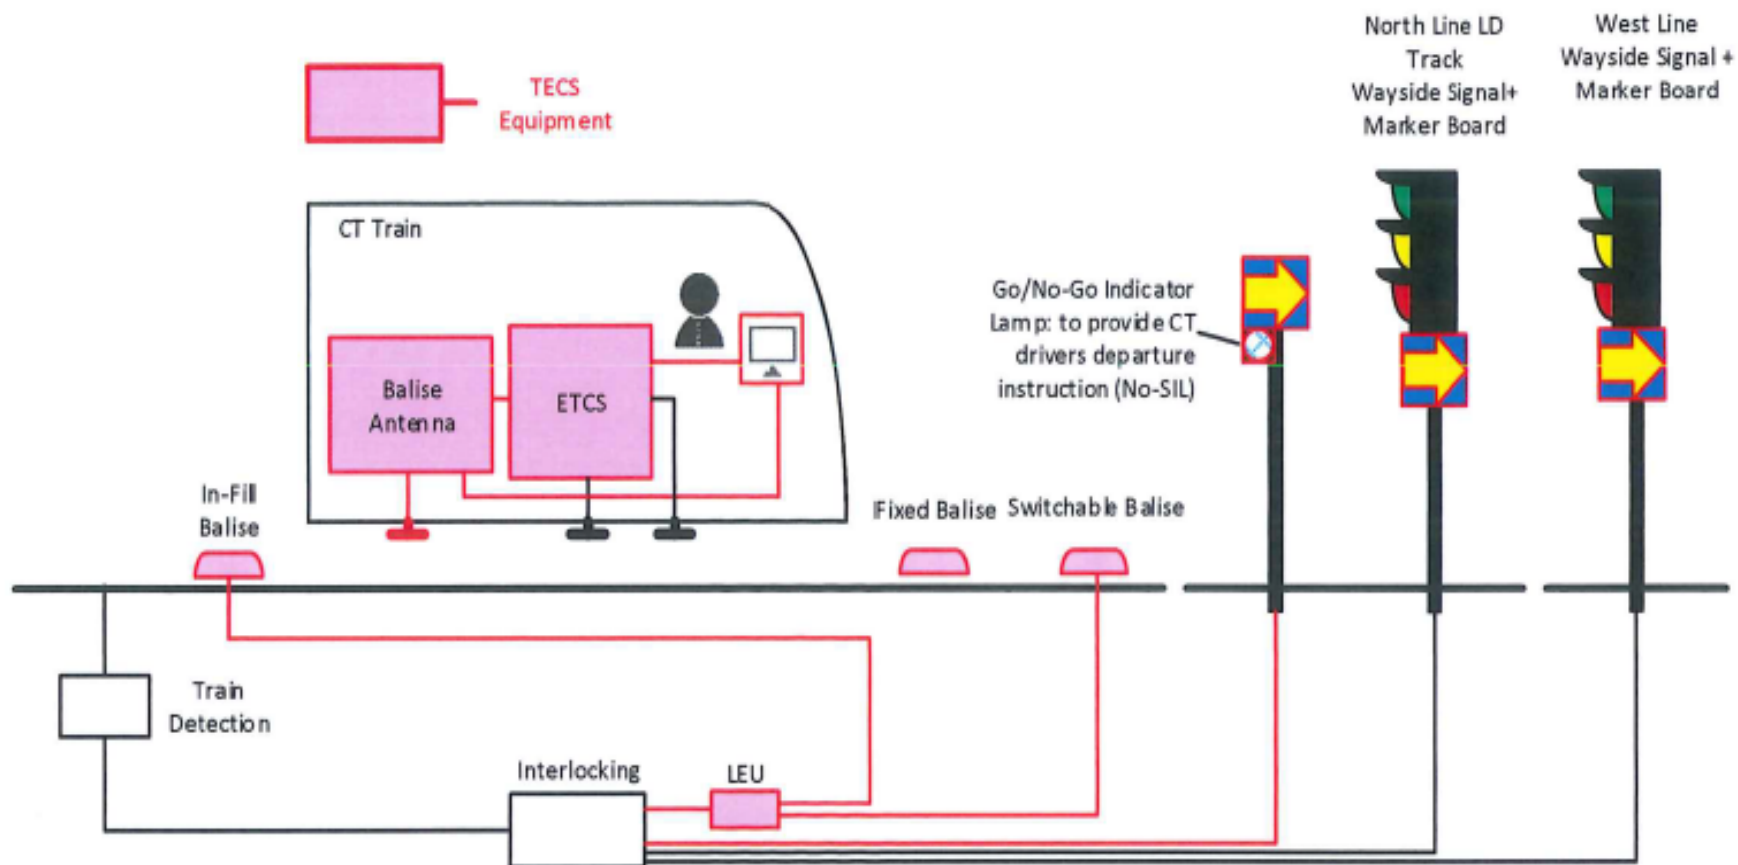 North Line LD
Track
Wayside Signal+
Marker Board
West Line
Wayside Signal +
Marker Board
TECS
Equipment
CT Train
Go/No-Go Indicator
Lamp: to provide CT
drivers departure
instruction (No-SIL)
Balise
Antenna
ETCS
In-Fill
Balise
Fixed Balise
Switchable Balise
Train
Detection
Interlocking
LEU